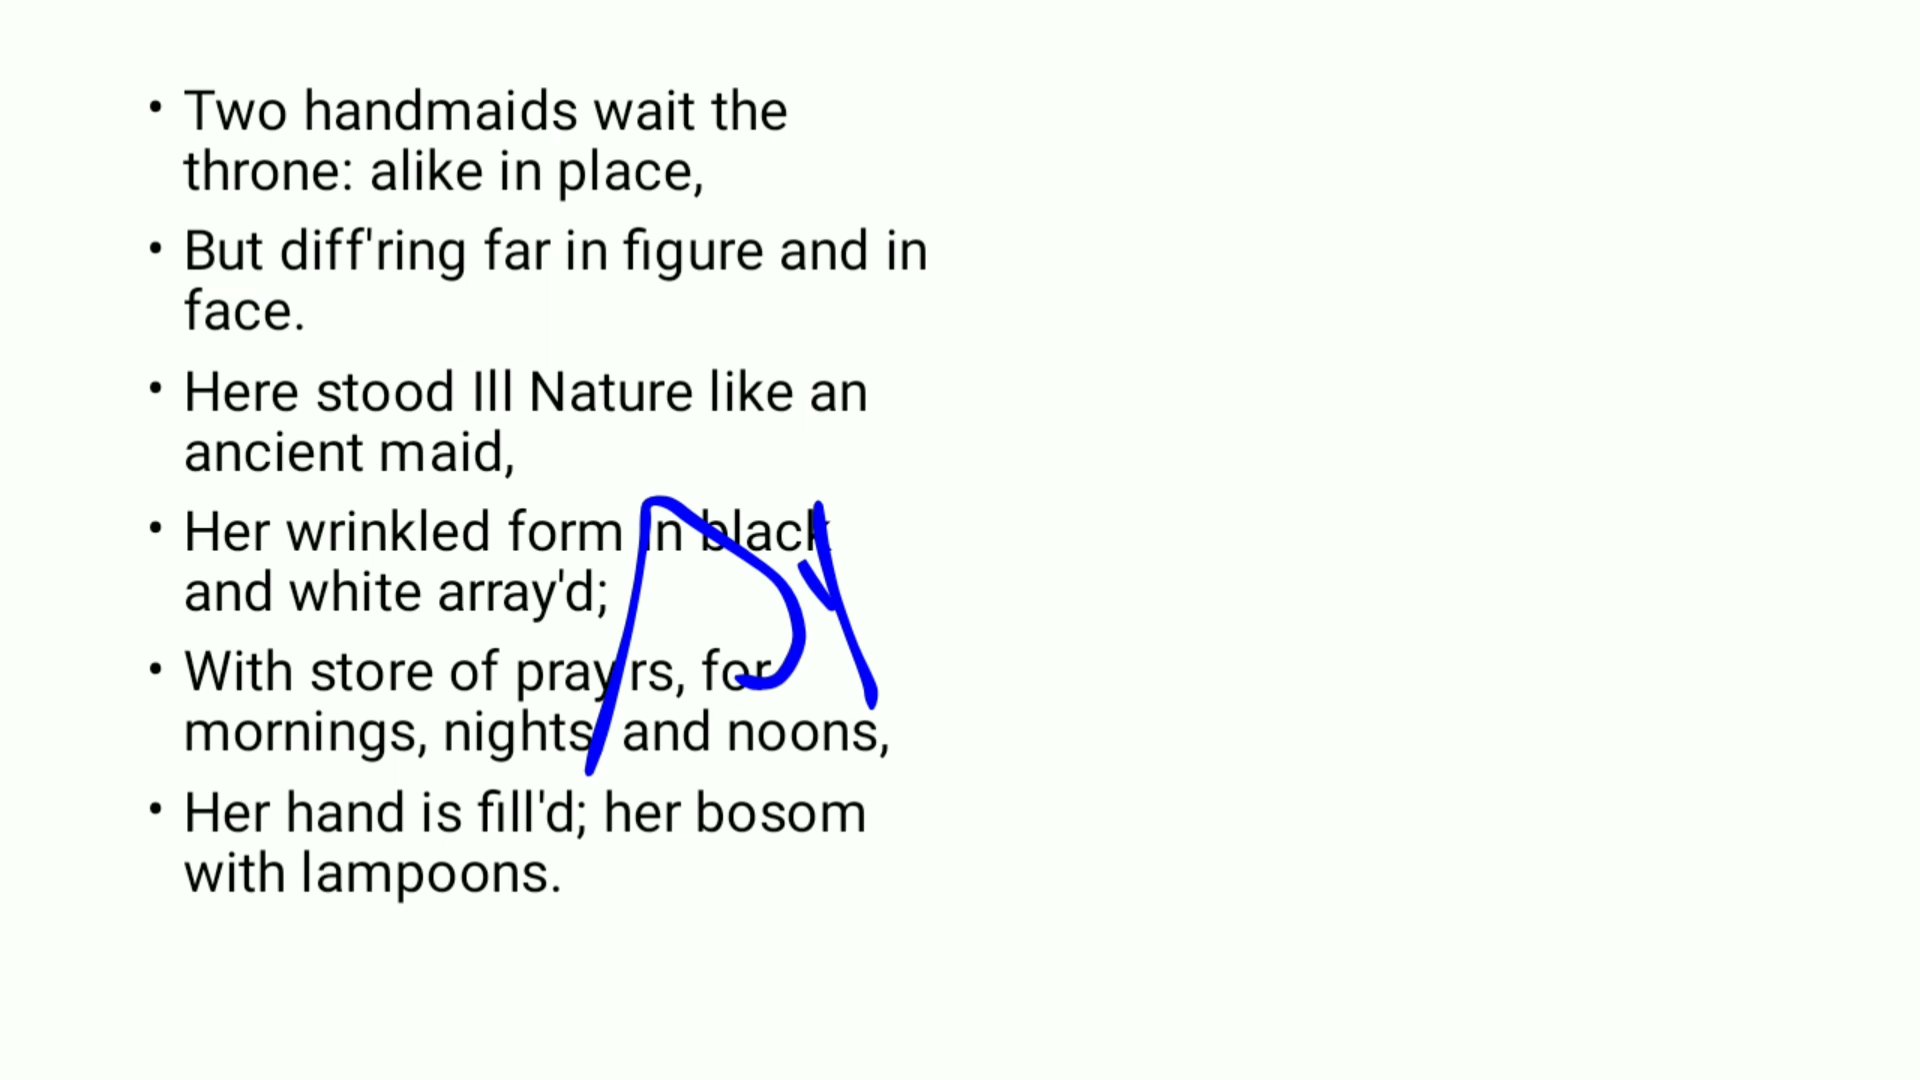 • Two handmaids wait the
throne: alike in place,
• But diff'ring far in figure and in
face.
• Here stood Ill Nature like an
ancient maid,
• Her wrinkled form in black
and white array'd;
• With store of pray'rs, for
mornings, nights, and noons,
• Her hand is fill'd; her bosom
with lampoons.